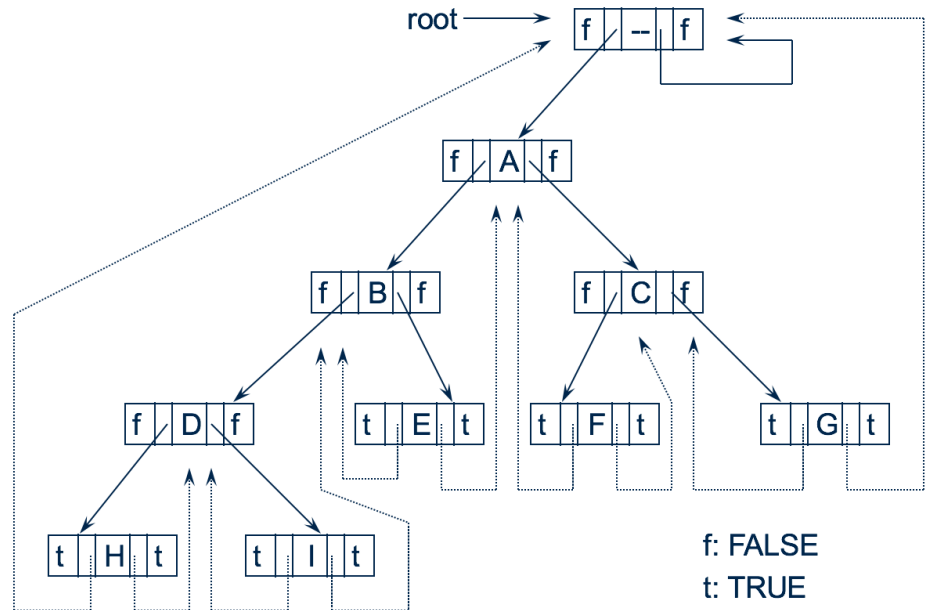 root
f -- f
f A f
f B f
f C f
f D f
t E t
t F t
t G t
t H t
t I t
f: FALSE
t: TRUE